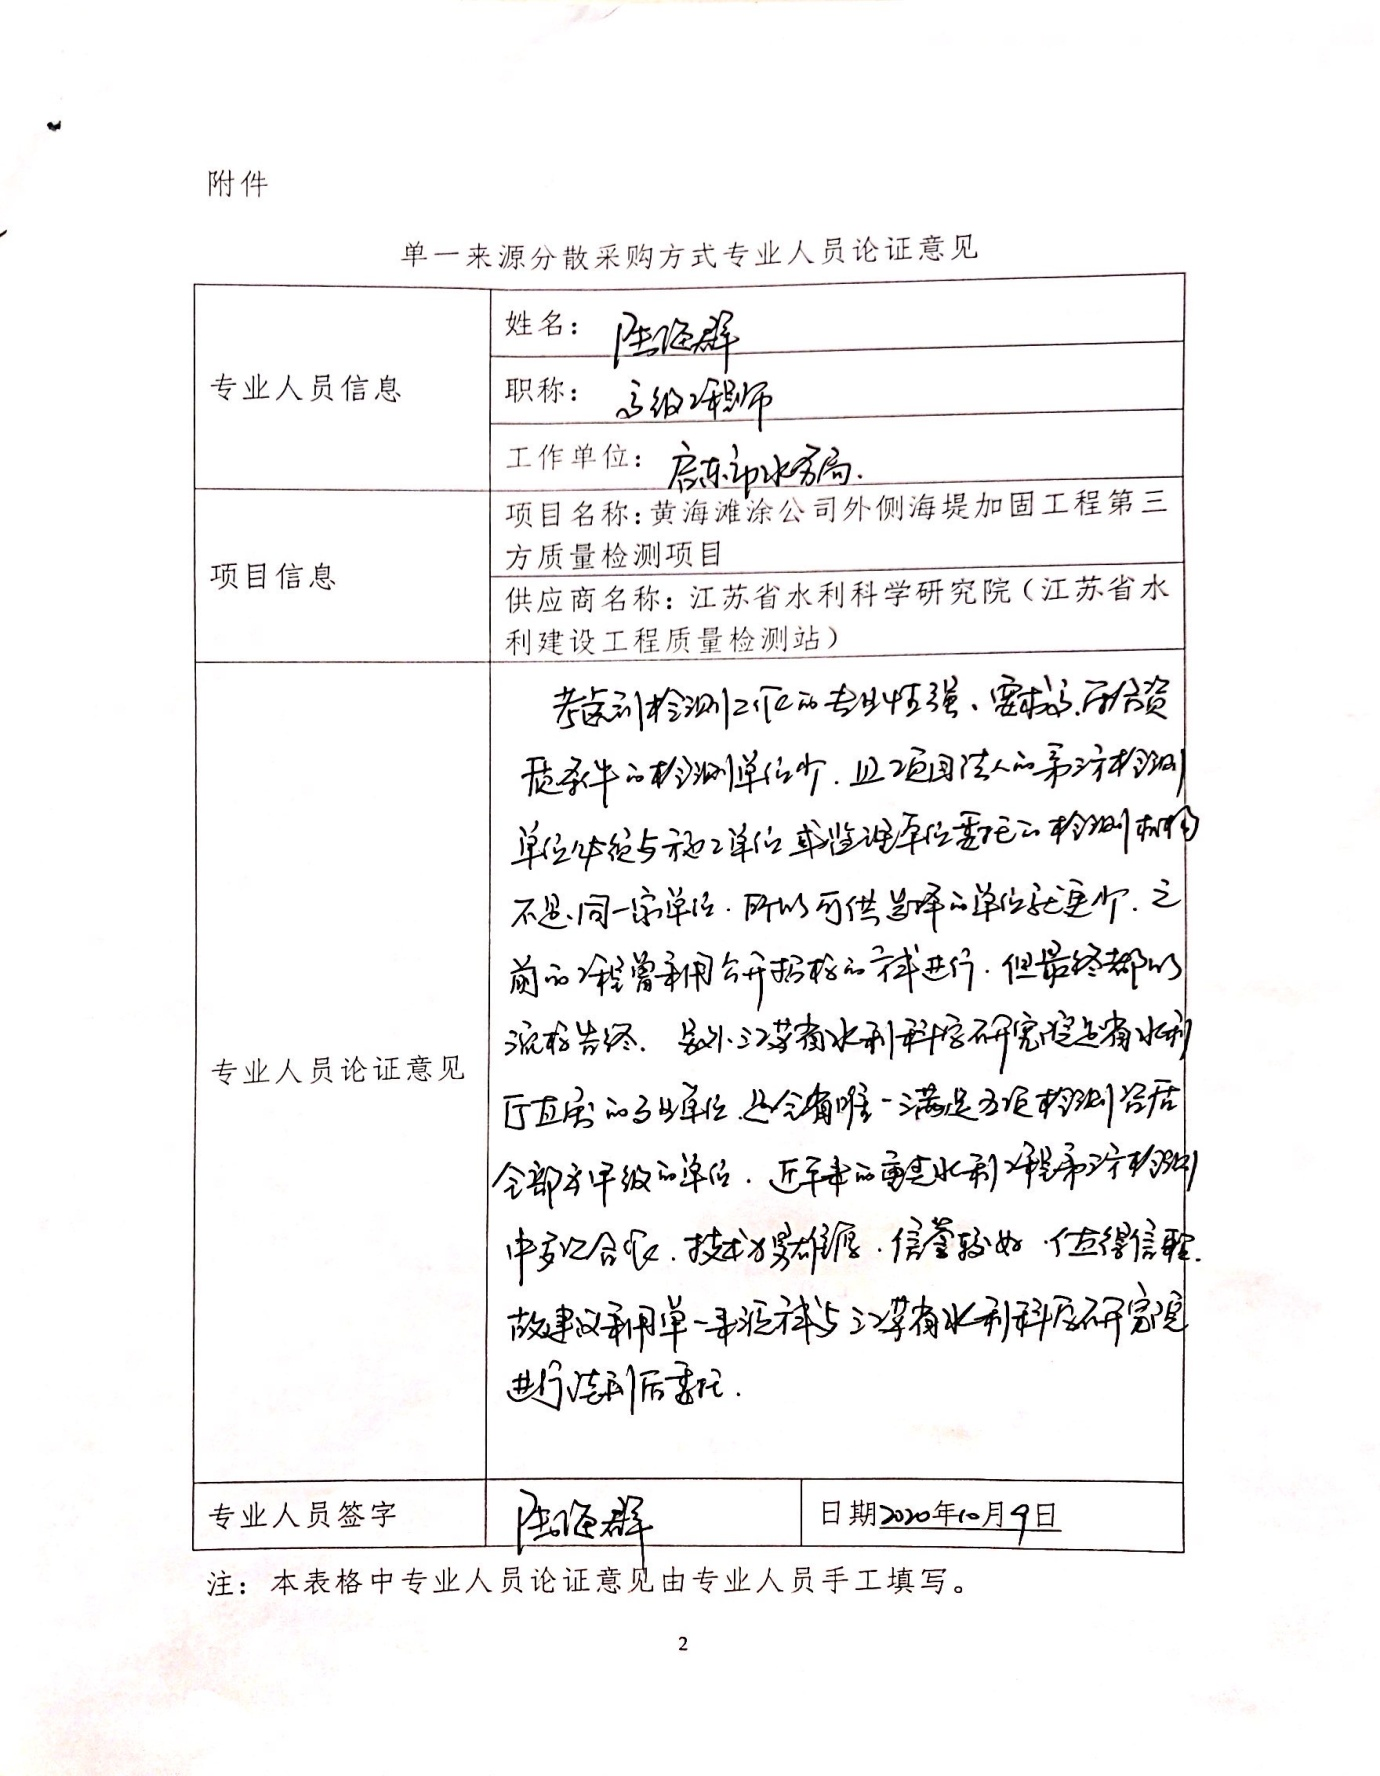 附件
单一来源分散采购方式专业人员论证意见
专业人员信息
姓名：陆海群
职称：高级工程师
工作单位：启东市水务局.
项目信息
项目名称:黄海滩涂公司外侧海堤加固工程第三
方质量检测项目
供应商名称：江苏省水利科学研究院（江苏省水
利建设工程质量检测站）
专业人员论证意见
考虑到检测工作的专业性强、要求高.符合资
质条件的检测单位少.且项目法人的第三方检测
单位必须与施工单位或监理单位委托的检测机构
不是同一家单位.所以可供选择的单位就更少.之
前的工程曾采用公开招标的方式进行.但最终都以
流标告终.另外江苏省水利科学研究院是省水利
厅直属的事业单位.是全省唯一满足五项检测资质
全部为甲级的单位.近年来的重点水利工程第三方检测
中多次合作.技术力量雄厚.信誉较好.值得信赖.
故建议采用单一来源方式与江苏省水利科学研究院
进行谈判后委托.
专业人员签字
陆海群
日期2020年10月9日
注：本表格中专业人员论证意见由专业人员手工填写。
2